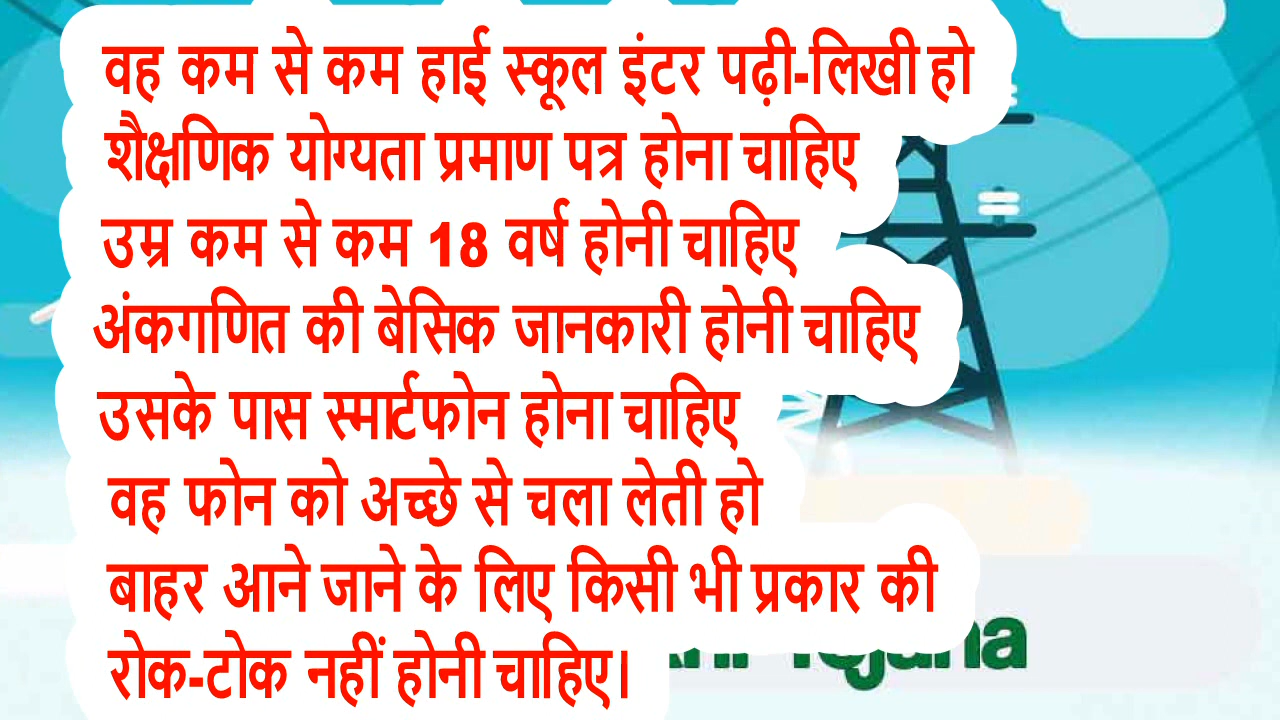 वह कम से कम हाई स्कूल इंटर पढ़ी-लिखी हो
शैक्षणिक योग्यता प्रमाण पत्र होना चाहिए
उम्र कम से कम 18 वर्ष होनी चाहिए
अंकगणित की बेसिक जानकारी होनी चाहिए
उसके पास स्मार्टफोन होना चाहिए
वह फोन को अच्छे से चला लेती हो
बाहर आने जाने के लिए किसी भी प्रकार की
रोक-टोक नहीं होनी चाहिए।